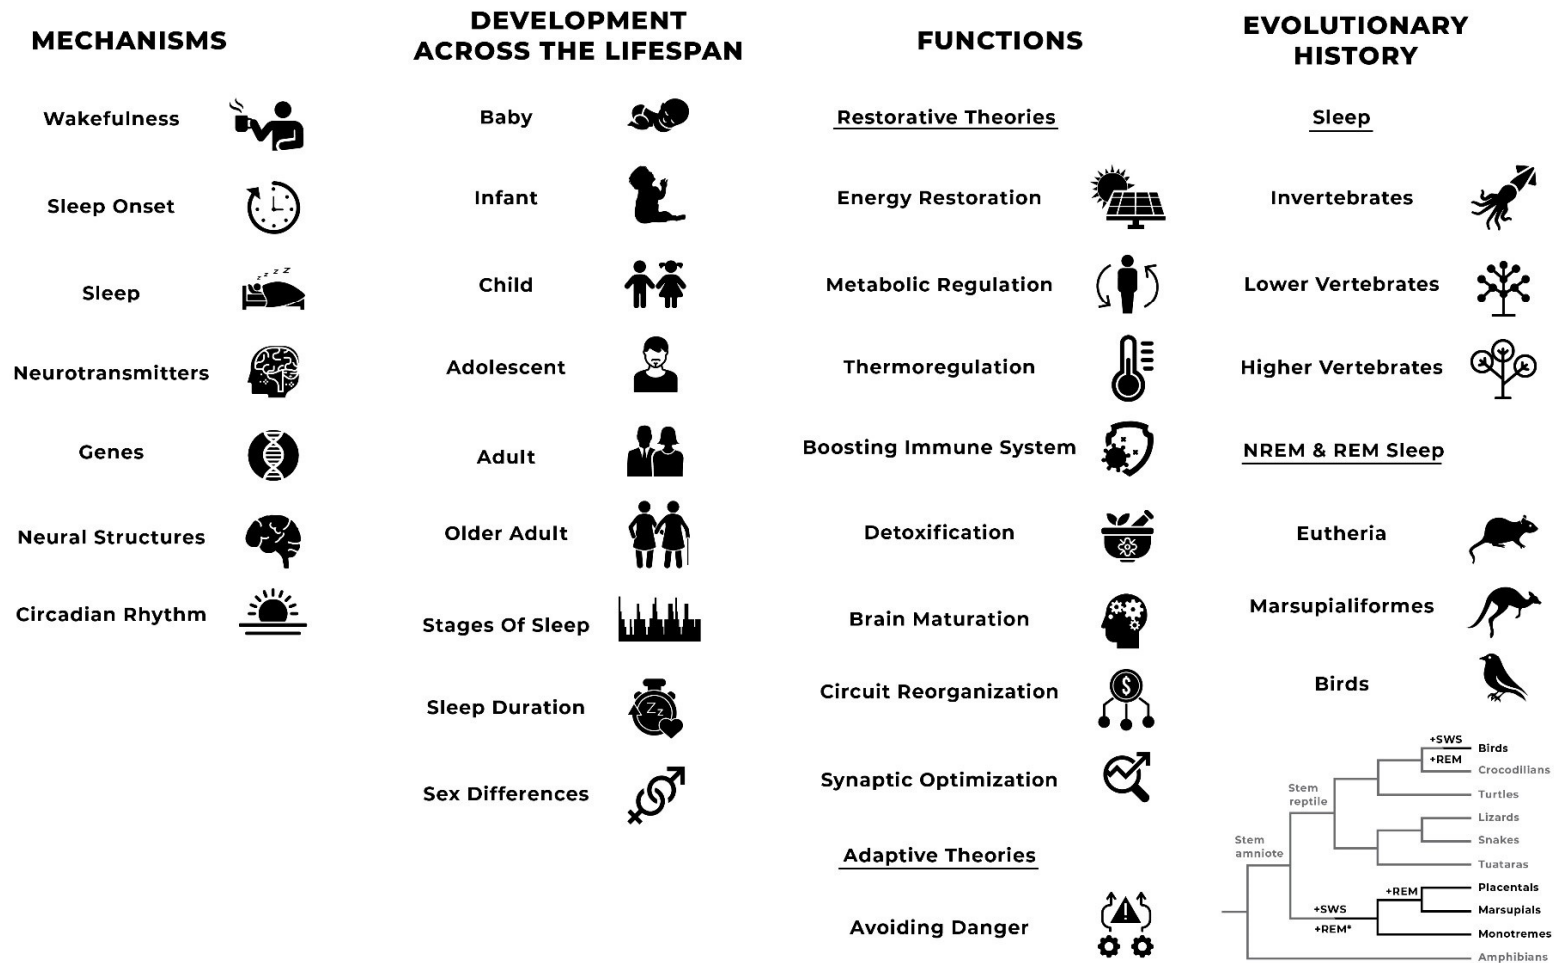 MECHANISMS
Wakefulness
Sleep Onset
z z z z
Sleep
Neurotransmitters
Genes
Neural Structures
Circadian Rhythm
DEVELOPMENT
ACROSS THE LIFESPAN
Baby
Infant
Child
Adolescent
Adult
Older Adult
Stages Of Sleep
Sleep Duration
Zz
Sex Differences
FUNCTIONS
Restorative Theories
Energy Restoration
Metabolic Regulation
Thermoregulation
Boosting Immune System
Detoxification
Brain Maturation
Circuit Reorganization
$
Synaptic Optimization
Adaptive Theories
Avoiding Danger
!
EVOLUTIONARY
HISTORY
Sleep
Invertebrates
Lower Vertebrates
Higher Vertebrates
NREM & REM Sleep
Eutheria
Marsupialiformes
Birds
+SWS
+REM
Birds
Crocodilians
Turtles
Stem
reptile
Lizards
Snakes
Tuataras
Stem
amniote
+REM
Placentals
+SWS
+REM*
Marsupials
Monotremes
Amphibians